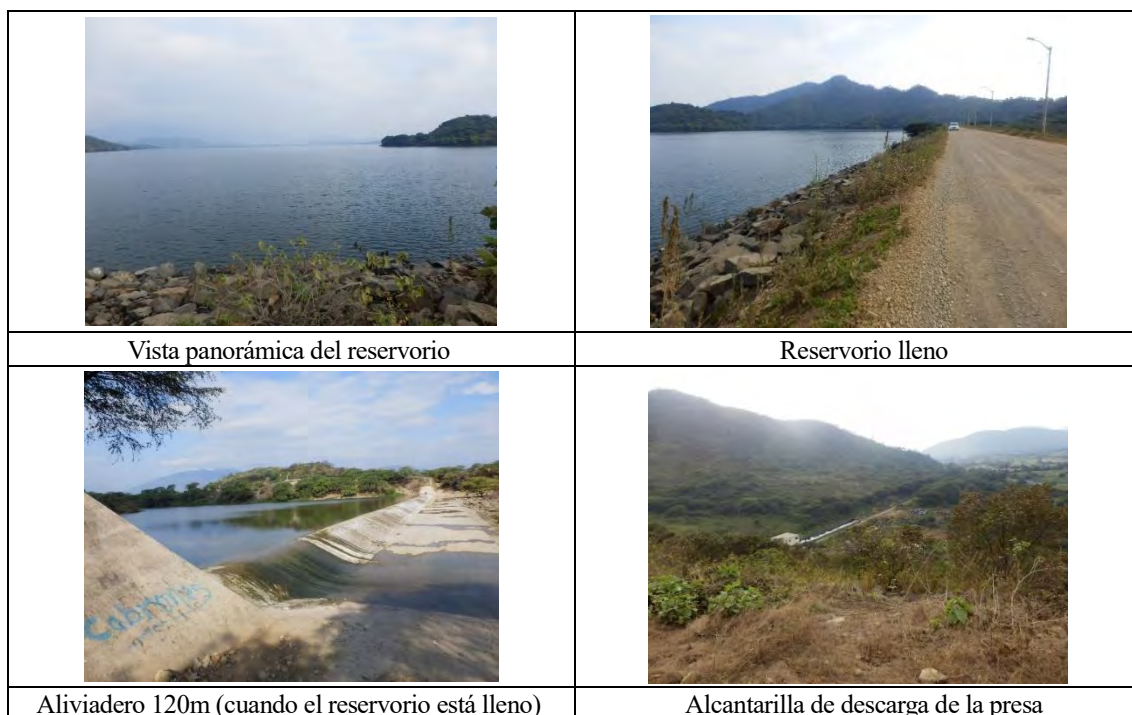 Vista panorámica del reservorio
Reservorio lleno
Cabrones
Aliviadero 120m (cuando el reservorio está lleno)
Alcantarilla de descarga de la presa